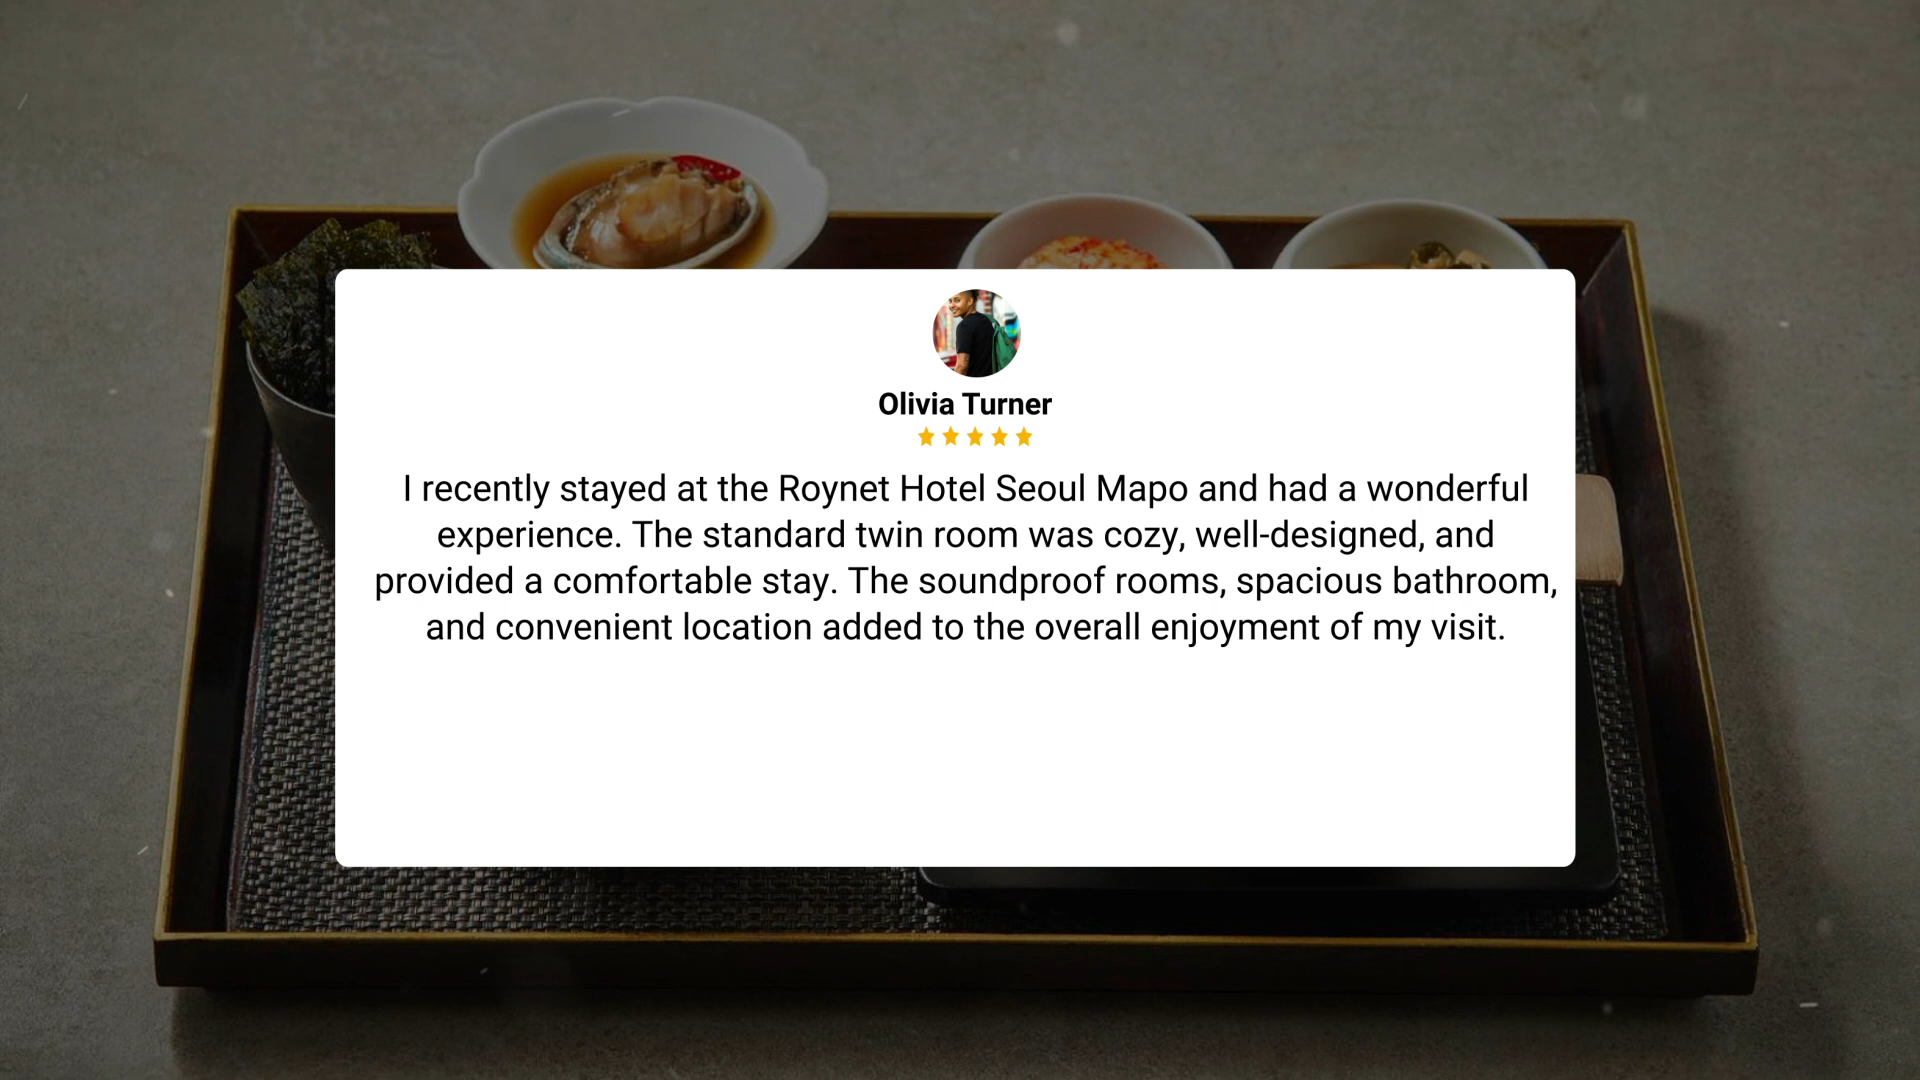 Olivia Turner
I recently stayed at the Roynet Hotel Seoul Mapo and had a wonderful
experience. The standard twin room was cozy, well-designed, and
provided a comfortable stay. The soundproof rooms, spacious bathroom,
and convenient location added to the overall enjoyment of my visit.